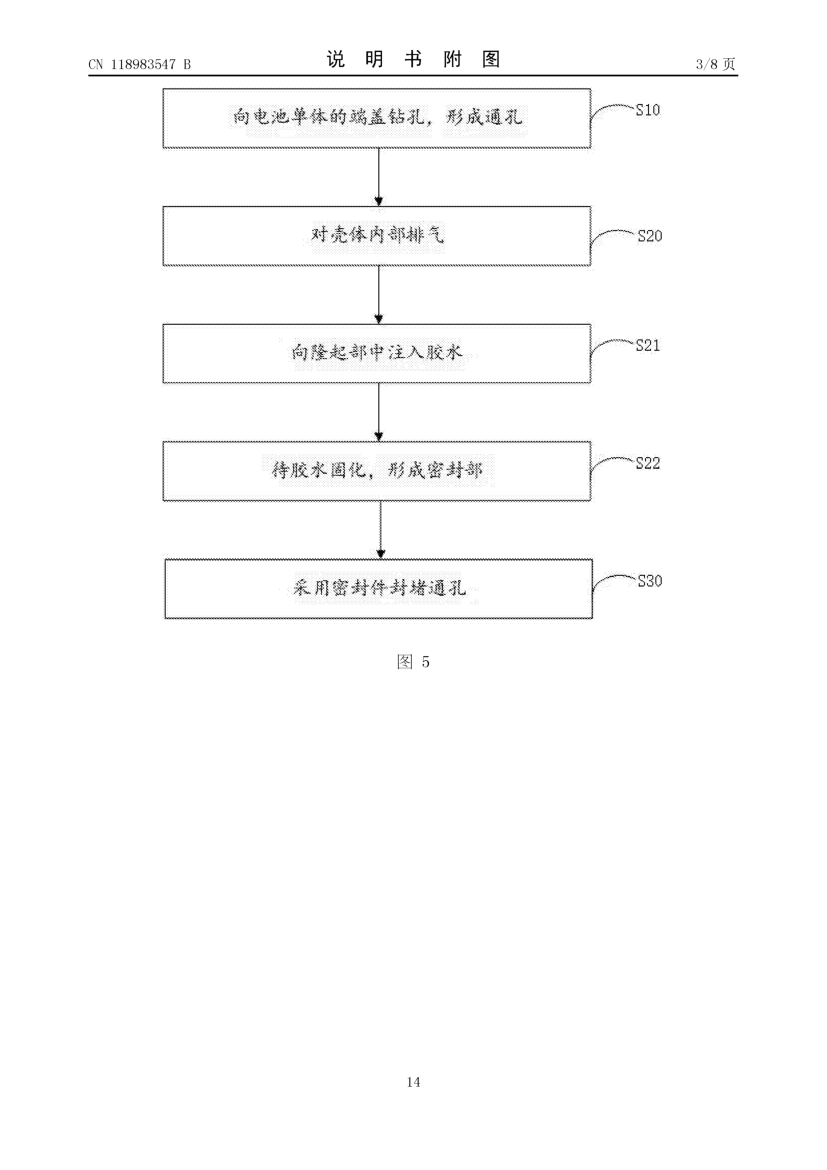 CN 118983547 B
说 明 书 附 图
3/8 页
向电池单体的端盖钻孔，形成通孔
S10
对壳体内部排气
S20
向隆起部中注入胶水
S21
待胶水固化，形成密封部
S22
采用密封件封堵通孔
S30
图 5
14